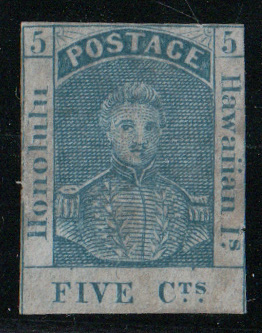 5 POSTAGE 5
Honolulu
Hawaiian Is.
FIVE CTS.